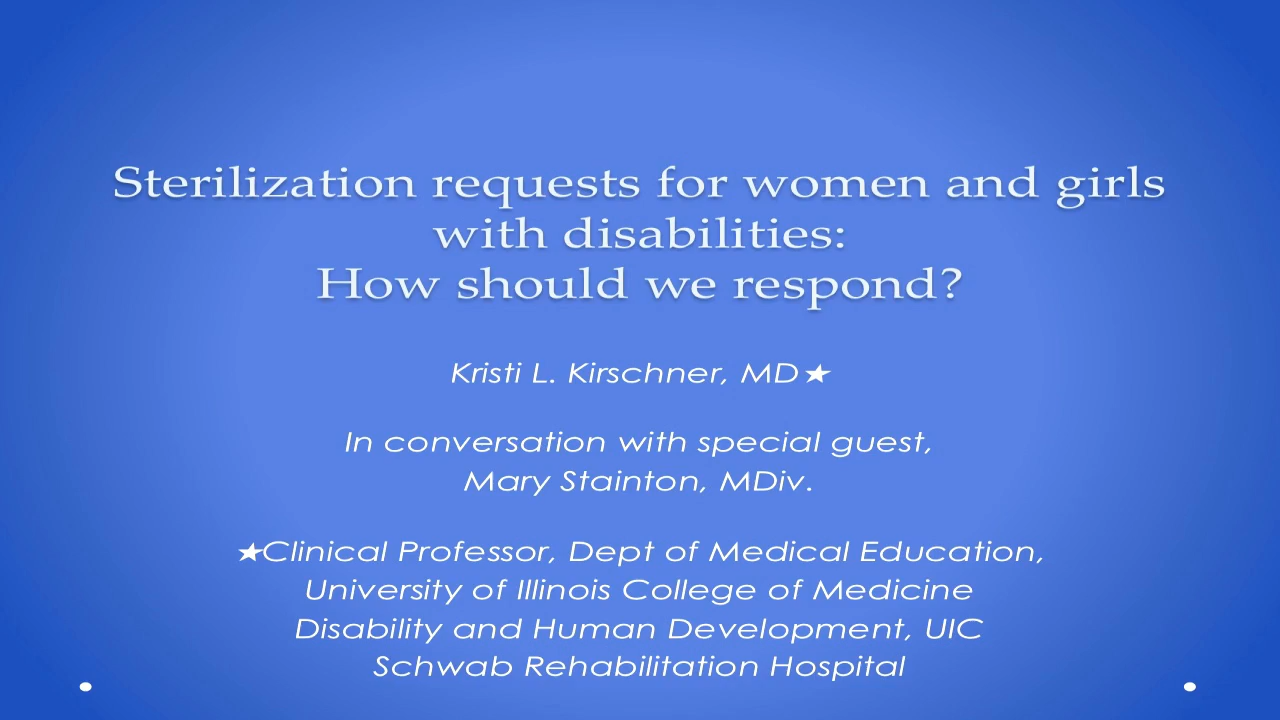 Sterilization requests for women and girls
with disabilities:
How should we respond?
Kristi L. Kirschner, MD★
In conversation with special guest,
Mary Stainton, MDiv.
★Clinical Professor, Dept of Medical Education,
University of Illinois College of Medicine
Disability and Human Development, UIC
Schwab Rehabilitation Hospital